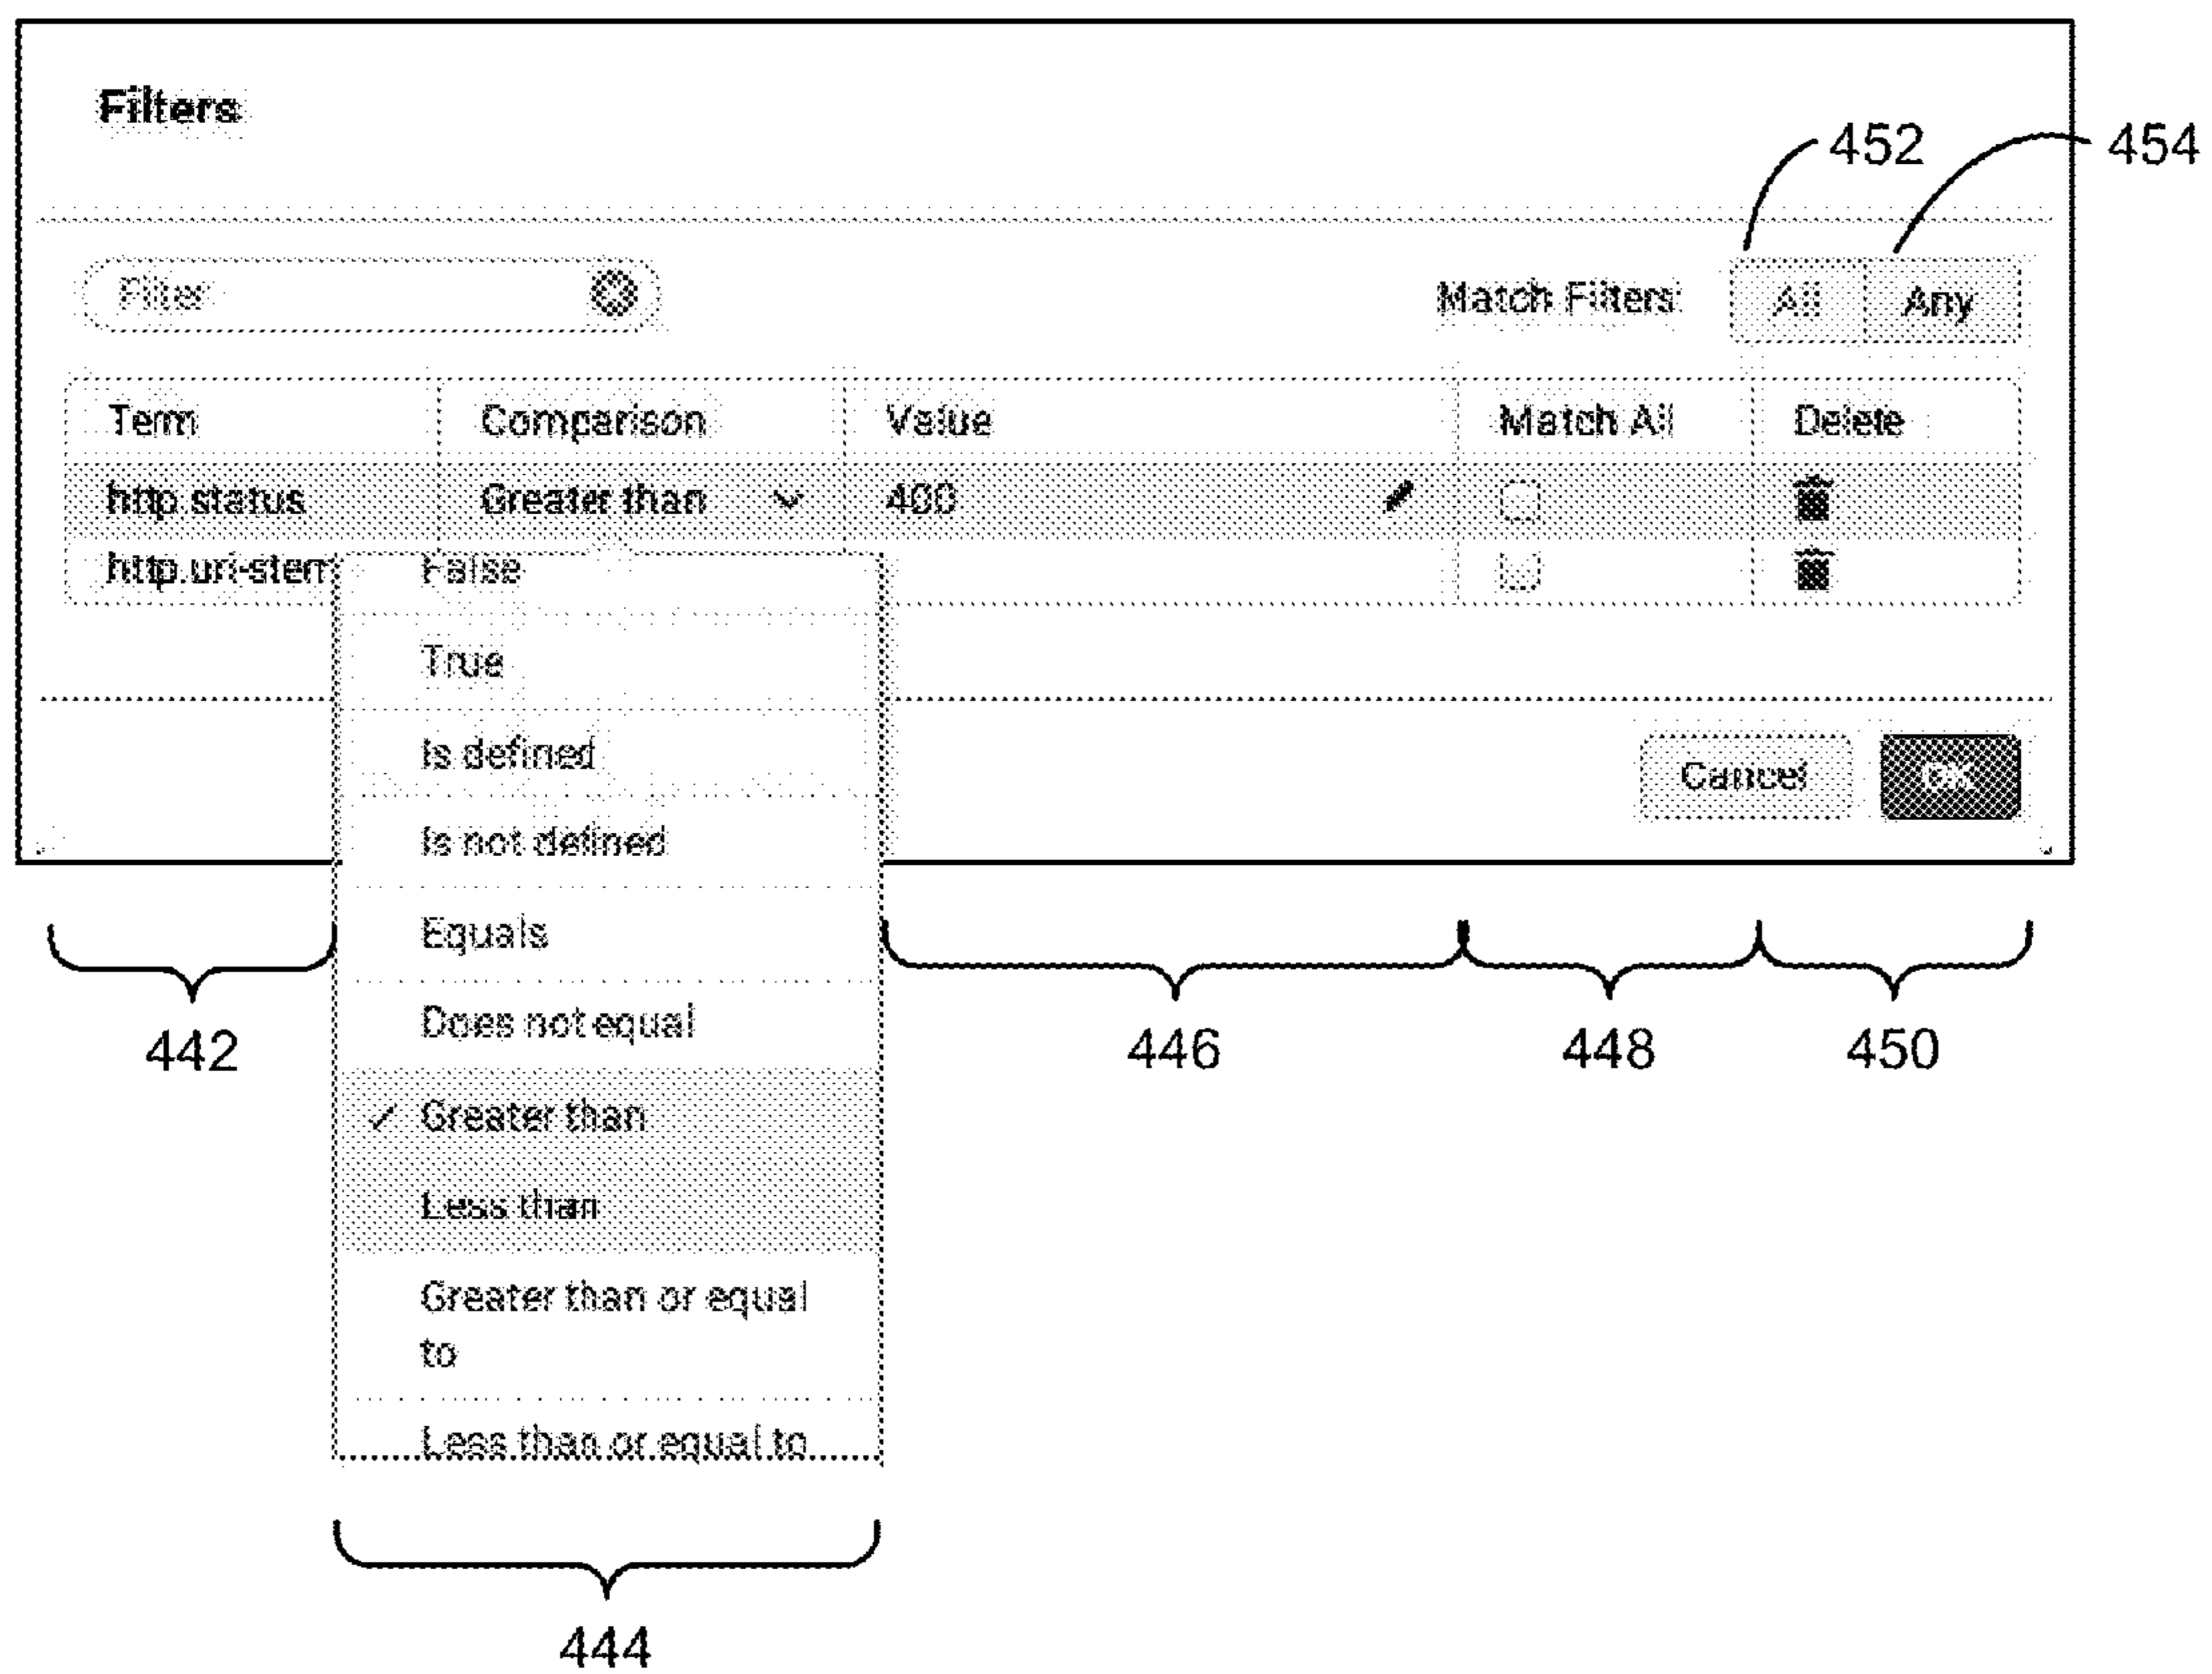 Filters
452
454
Filter
Match Filters:
All
Any
Term
Comparison
Value
Match All
Delete
http.status
Greater than
400
http.uri-stem
False
True
Is defined
Is not defined
Equals
Does not equal
Greater than
Less than
Greater than or equal
to
Less than or equal to
Cancel
OK
442
446
448
450
444